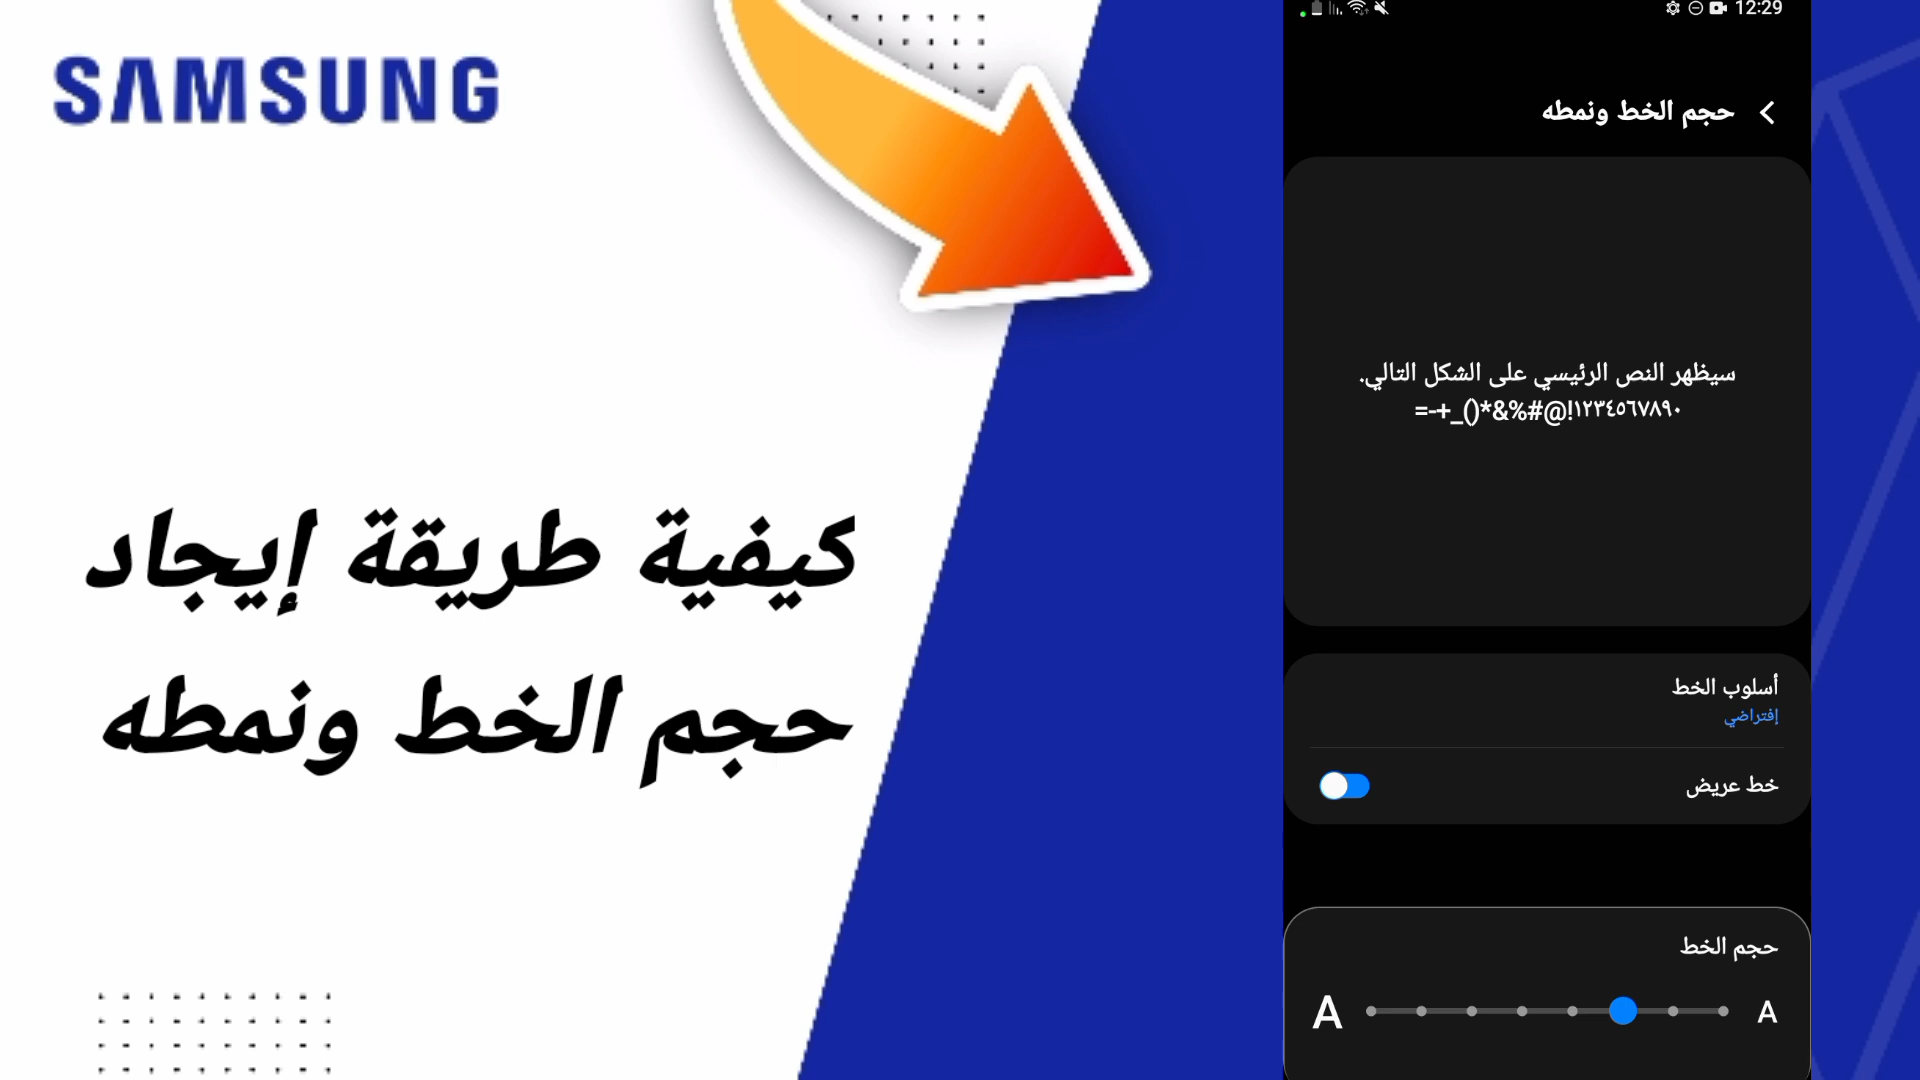 SAMSUNG
كيفية طريقة إيجاد
حجم الخط ونمطه
12:29
حجم الخط ونمطه
سيظهر النص الرئيسي على الشكل التالي.
١٢٣٤٥٦٧٨٩٠!@#%&*()_+-=
أسلوب الخط
إفتراضي
خط عريض
حجم الخط
A A